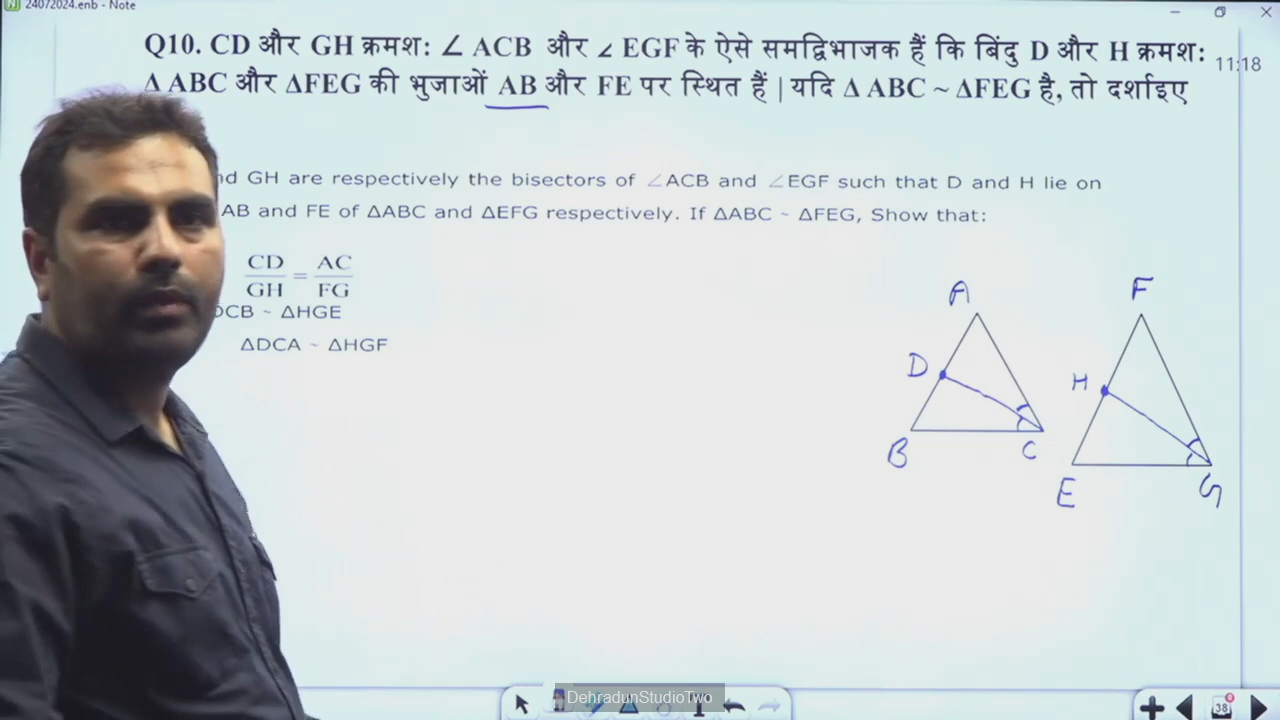 24072024.enb - Note
Q10. CD और GH क्रमश: ∠ ACB और ∠ EGF के ऐसे समद्विभाजक हैं कि बिंदु D और H क्रमश:
11:18
Δ ABC और ΔFEG की भुजाओं AB और FE पर स्थित हैं | यदि Δ ABC ~ ΔFEG है, तो दर्शाइए
GH are respectively the bisectors of ∠ACB and ∠EGF such that D and H lie on
AB and FE of ΔABC and ΔEFG respectively. If ΔABC ~ ΔFEG, Show that:
CD/GH = AC/FG
DCB ~ ΔHGE
ΔDCA ~ ΔHGF
A
F
D
H
B
C
E
G
DehradunStudioTwo
38